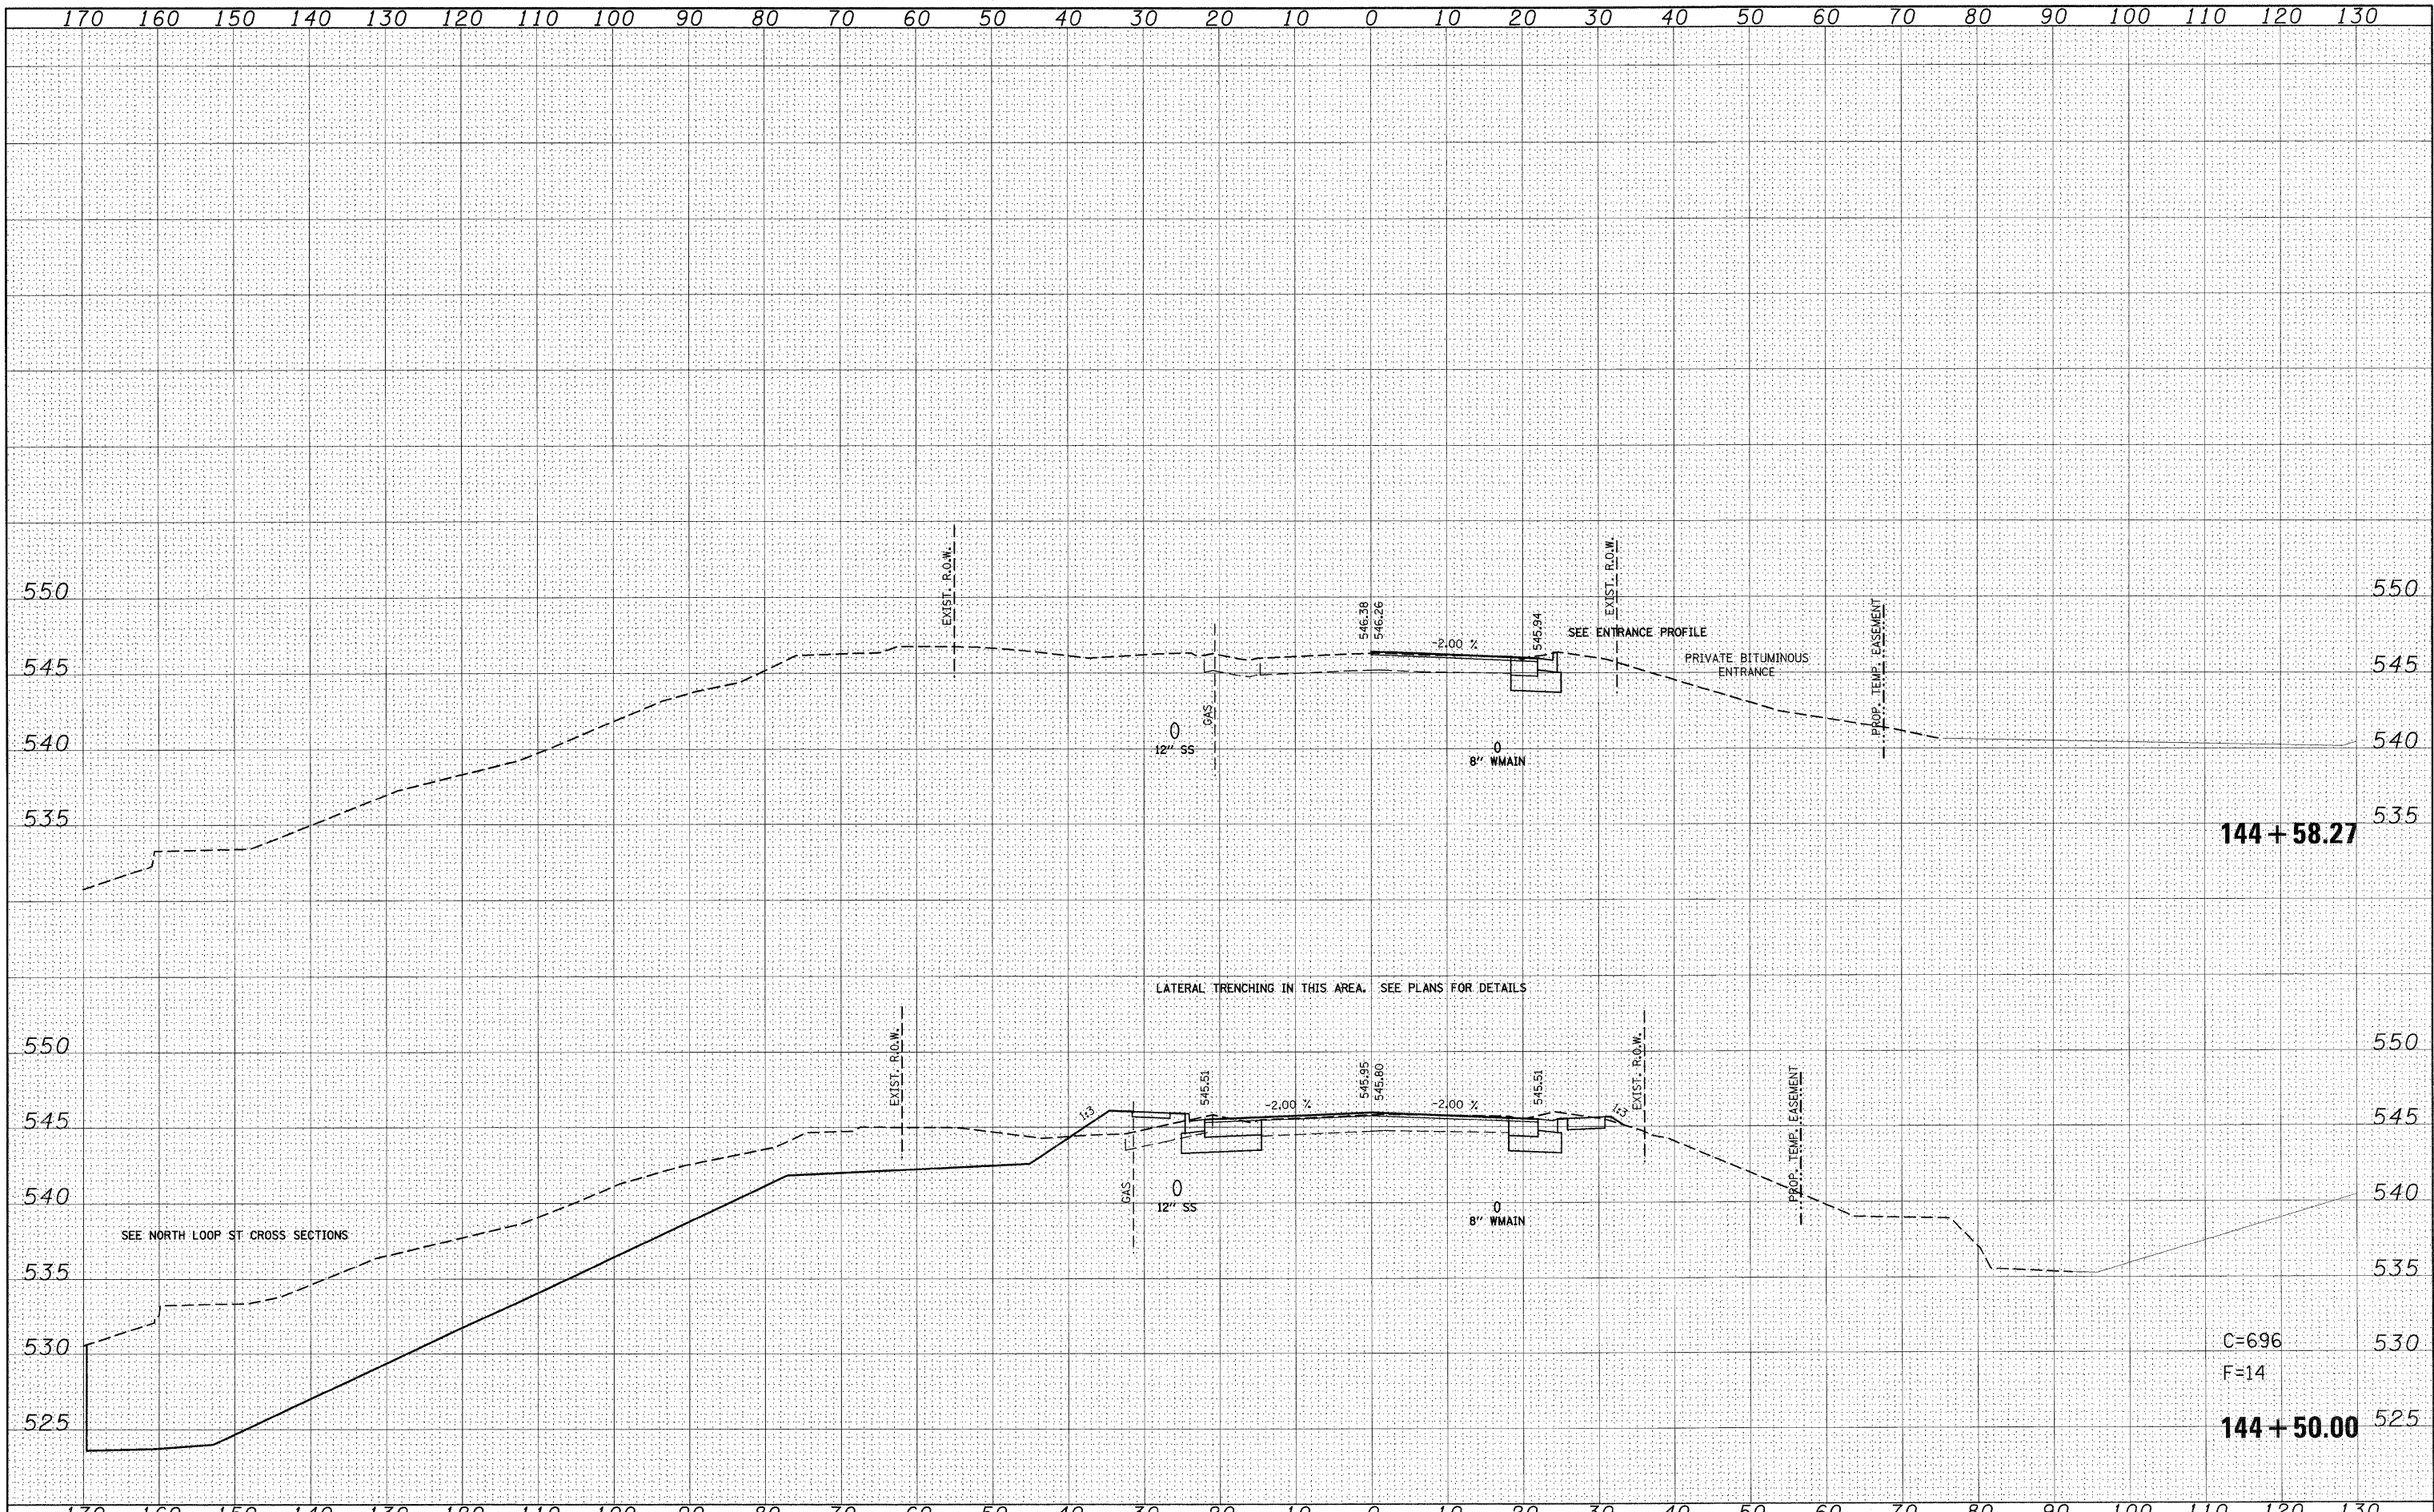 170 160 150 140 130 120 110 100 90 80 70 60 50 40 30 20 10 0 10 20 30 40 50 60 70 80 90 100 110 120 130
EXIST. R.O.W.
EXIST. R.O.W.
550
550
546.38
546.26
-2.00 %
545.94
SEE ENTRANCE PROFILE
PROP. TEMP. EASEMENT
545
PRIVATE BITUMINOUS
ENTRANCE
545
GAS
540
12" SS
8" WMAIN
540
535
535
144 + 58.27
LATERAL TRENCHING IN THIS AREA. SEE PLANS FOR DETAILS
EXIST. R.O.W.
EXIST. R.O.W.
550
550
545.51
545.95
545.80
545.51
PROP. TEMP. EASEMENT
1:3
-2.00 %
-2.00 %
1:3
545
545
GAS
540
12" SS
8" WMAIN
540
SEE NORTH LOOP ST CROSS SECTIONS
535
535
530
C=696
530
F=14
525
144 + 50.00
525
170 160 150 140 130 120 110 100 90 80 70 60 50 40 30 20 10 0 10 20 30 40 50 60 70 80 90 100 110 120 130